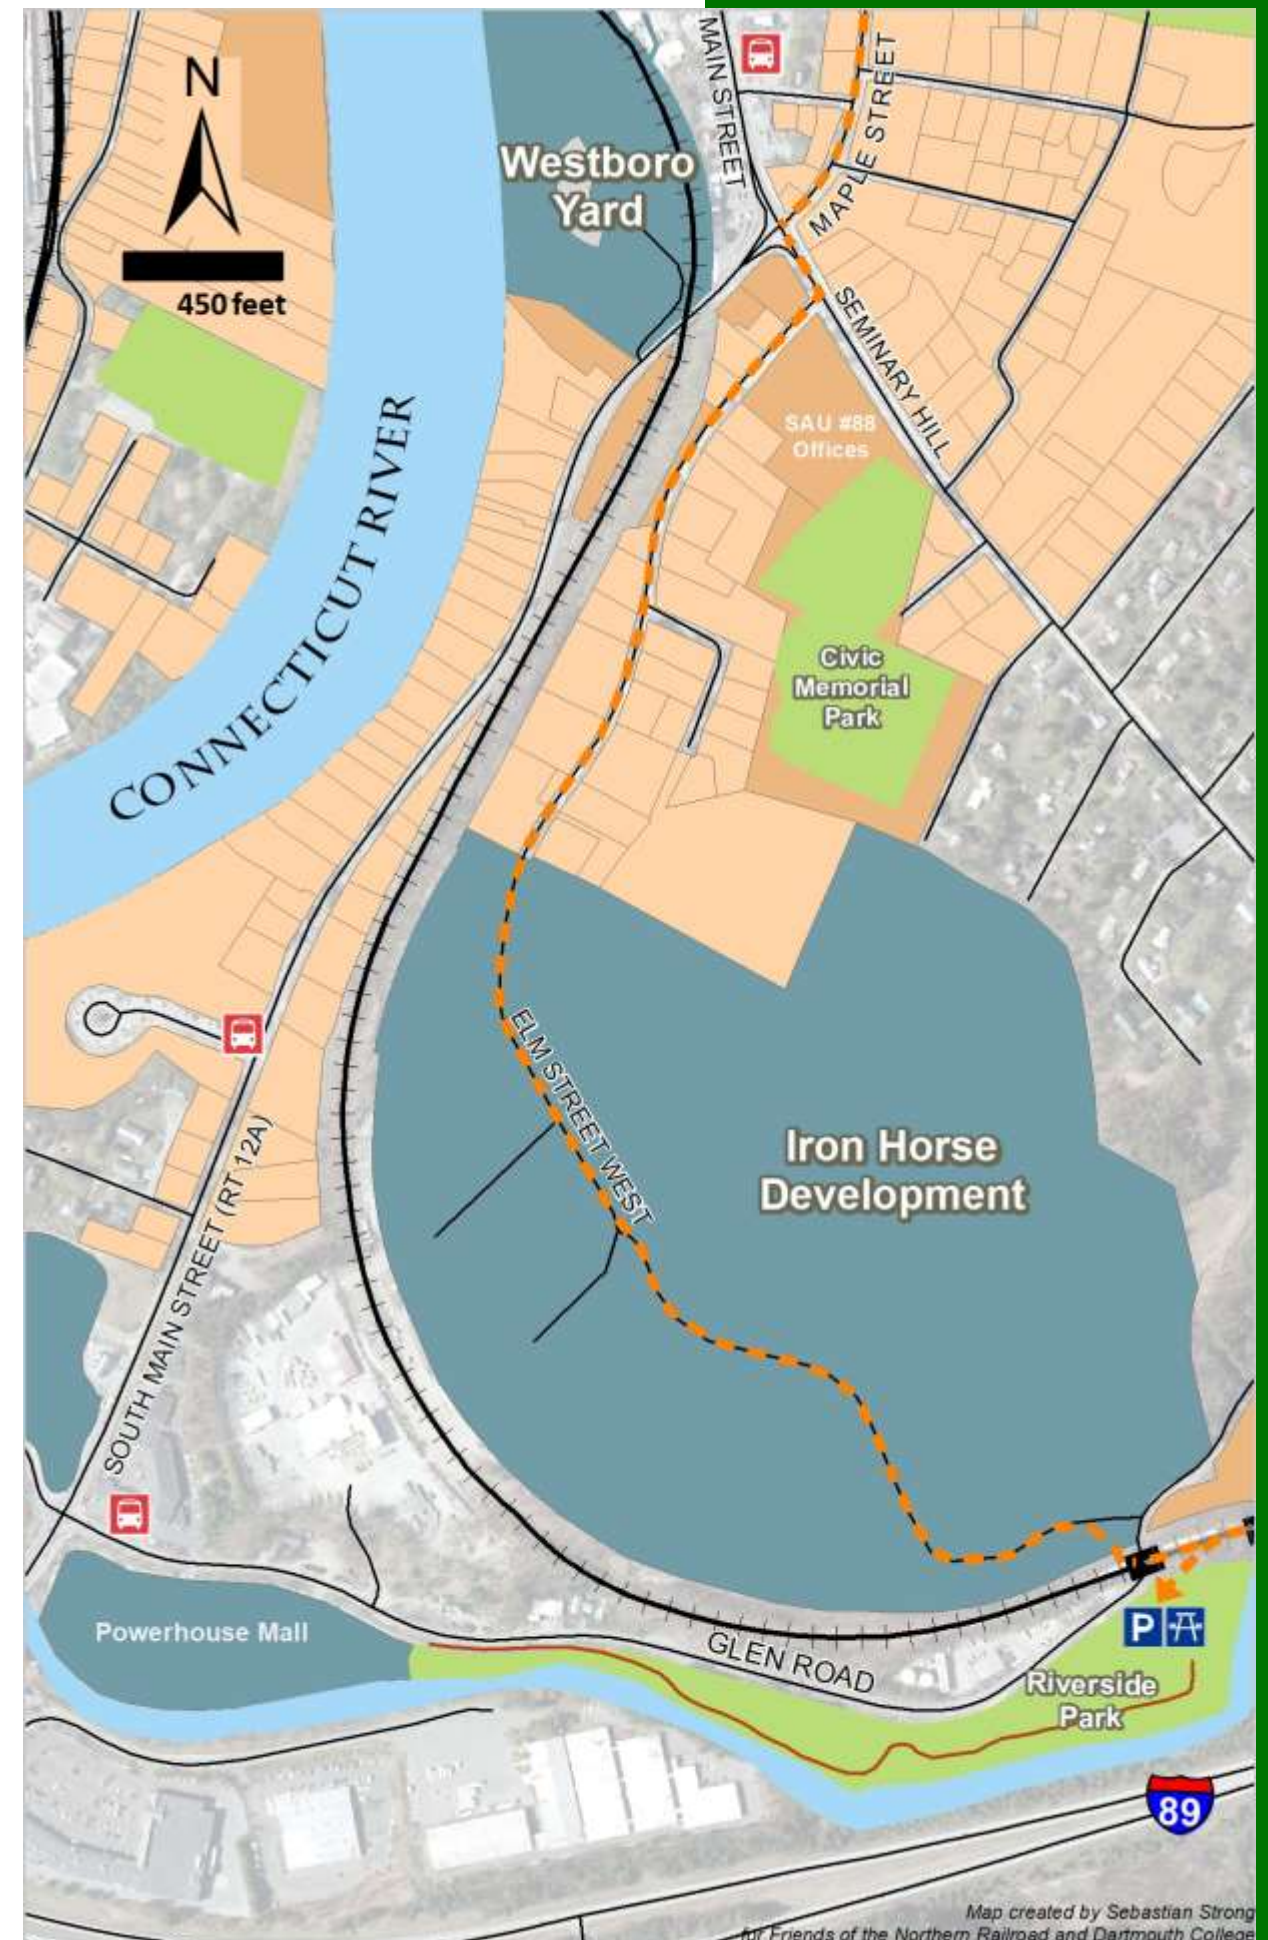 MAIN STREET
MAPLE STREET
N
Westboro
Yard
450 feet
SEMINARY HILL
SAU #88
Offices
CONNECTICUT RIVER
Civic
Memorial
Park
ELM STREET WEST
Iron Horse
Development
SOUTH MAIN STREET (RT 12A)
Powerhouse Mall
GLEN ROAD
P
Riverside
Park
89
Map created by Sebastian Strong
for Friends of the Northern Railroad and Dartmouth College